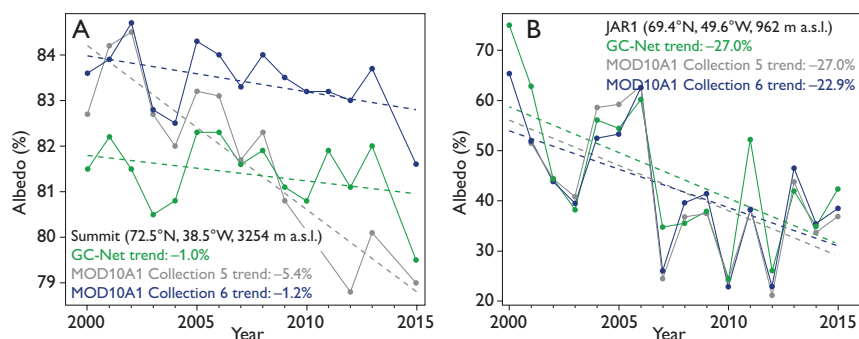 A
84
83
82
81
80
79
Albedo (%)
Summit (72.5°N, 38.5°W, 3254 m a.s.l.)
GC-Net trend: –1.0%
MOD10A1 Collection 5 trend: –5.4%
MOD10A1 Collection 6 trend: –1.2%
2000
2005
2010
2015
Year
B
JAR1 (69.4°N, 49.6°W, 962 m a.s.l.)
GC-Net trend: –27.0%
MOD10A1 Collection 5 trend: –27.0%
MOD10A1 Collection 6 trend: –22.9%
70
60
50
40
30
20
Albedo (%)
2000
2005
2010
2015
Year